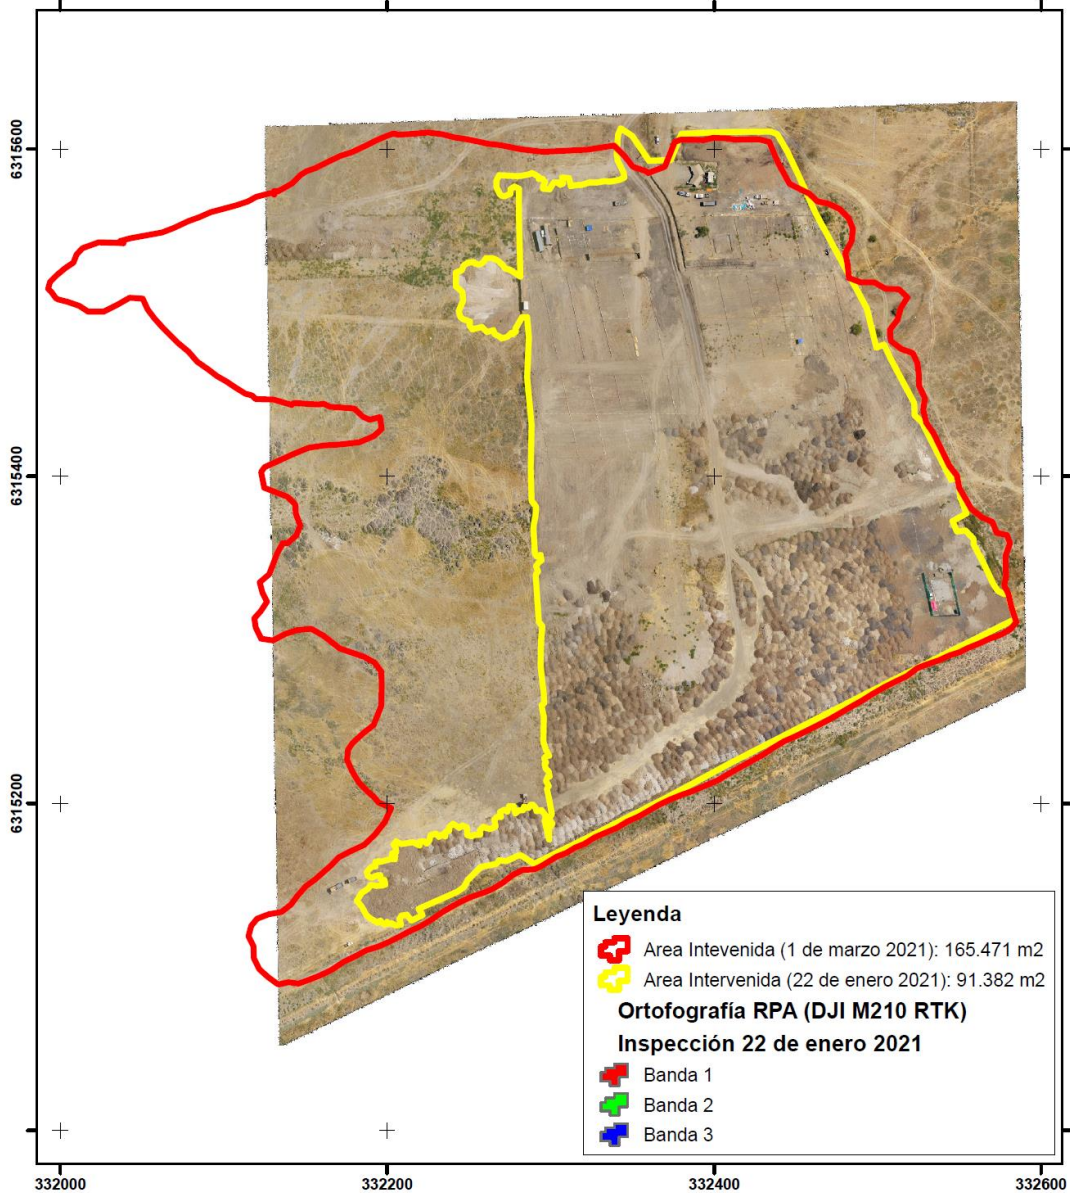 6315600
6315400
6315200
Leyenda
Area Intevenida (1 de marzo 2021): 165.471 m2
Area Intervenida (22 de enero 2021): 91.382 m2
Ortofografía RPA (DJI M210 RTK)
Inspección 22 de enero 2021
Banda 1
Banda 2
Banda 3
332000 332200 332400 332600